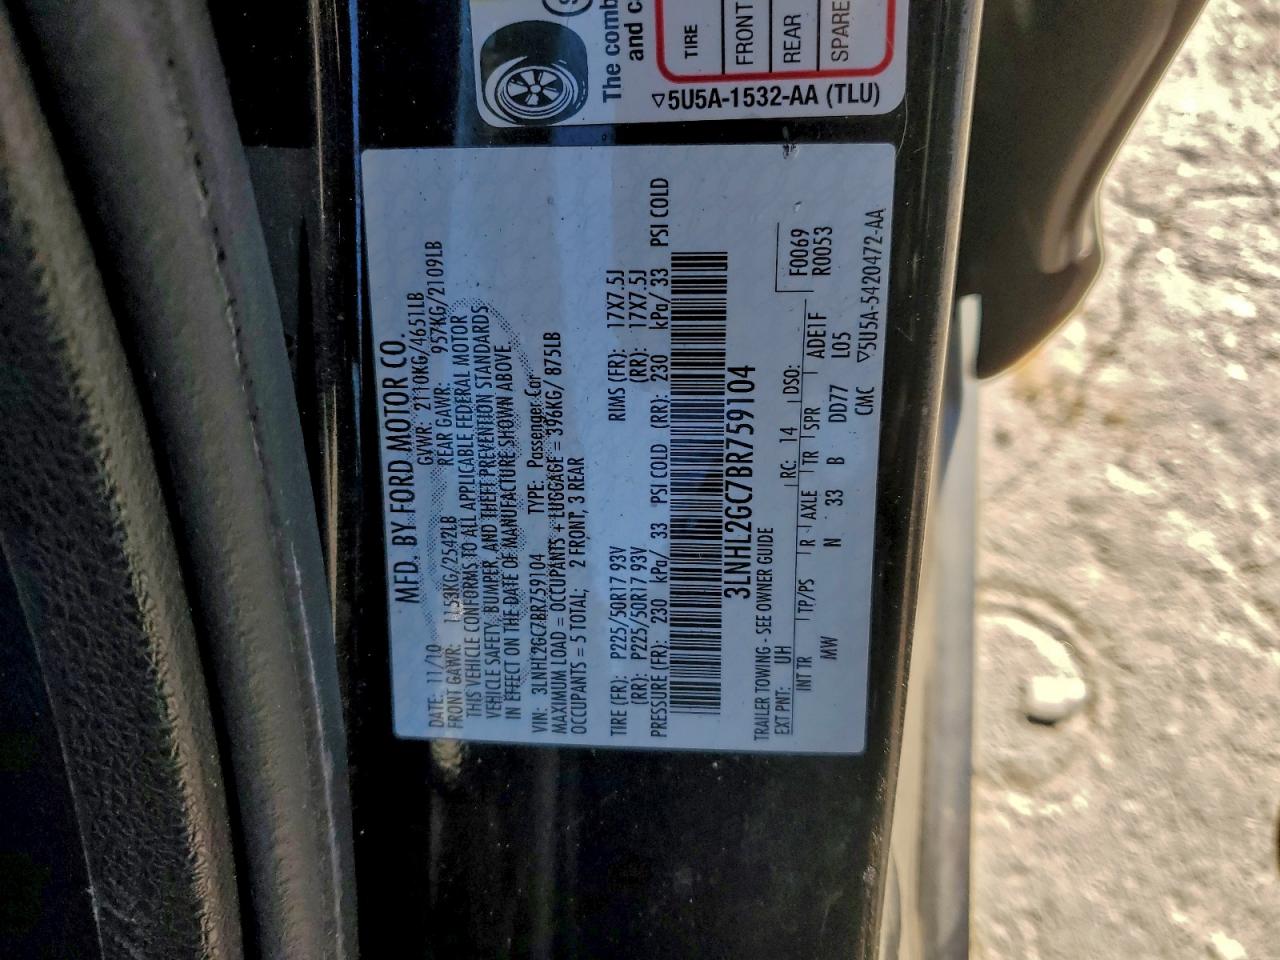 The comb
and c
TIRE
FRONT
REAR
SPARE
▽5U5A-1532-AA (TLU)
MFD. BY FORD MOTOR CO.
DATE: 11/10 GVWR: 2110KG/4651LB
FRONT GAWR: 1153KG/2542LB REAR GAWR: 957KG/2109LB
THIS VEHICLE CONFORMS TO ALL APPLICABLE FEDERAL MOTOR
VEHICLE SAFETY, BUMPER, AND THEFT PREVENTION STANDARDS
IN EFFECT ON THE DATE OF MANUFACTURE SHOWN ABOVE.
VIN: 3LNHL2GC7BR759104 TYPE: Passenger Car
MAXIMUM LOAD = OCCUPANTS + LUGGAGE = 396KG/ 875LB
OCCUPANTS = 5 TOTAL; 2 FRONT, 3 REAR
TIRE (FR): P225/50R17 93V RIMS (FR): 17X7.5J
(RR): P225/50R17 93V (RR): 17X7.5J
PRESSURE (FR): 230 kPa/ 33 PSI COLD (RR): 230 kPa/ 33 PSI COLD
3LNHL2GC7BR759104
TRAILER TOWING - SEE OWNER GUIDE
EXT PNT: UH RC: 14 DSO: F0069
INT TR TP/PS R AXLE TR SPR ADE1F R0053
MW N 33 B DD77 L05
CMC ▽5U5A-5420472-AA